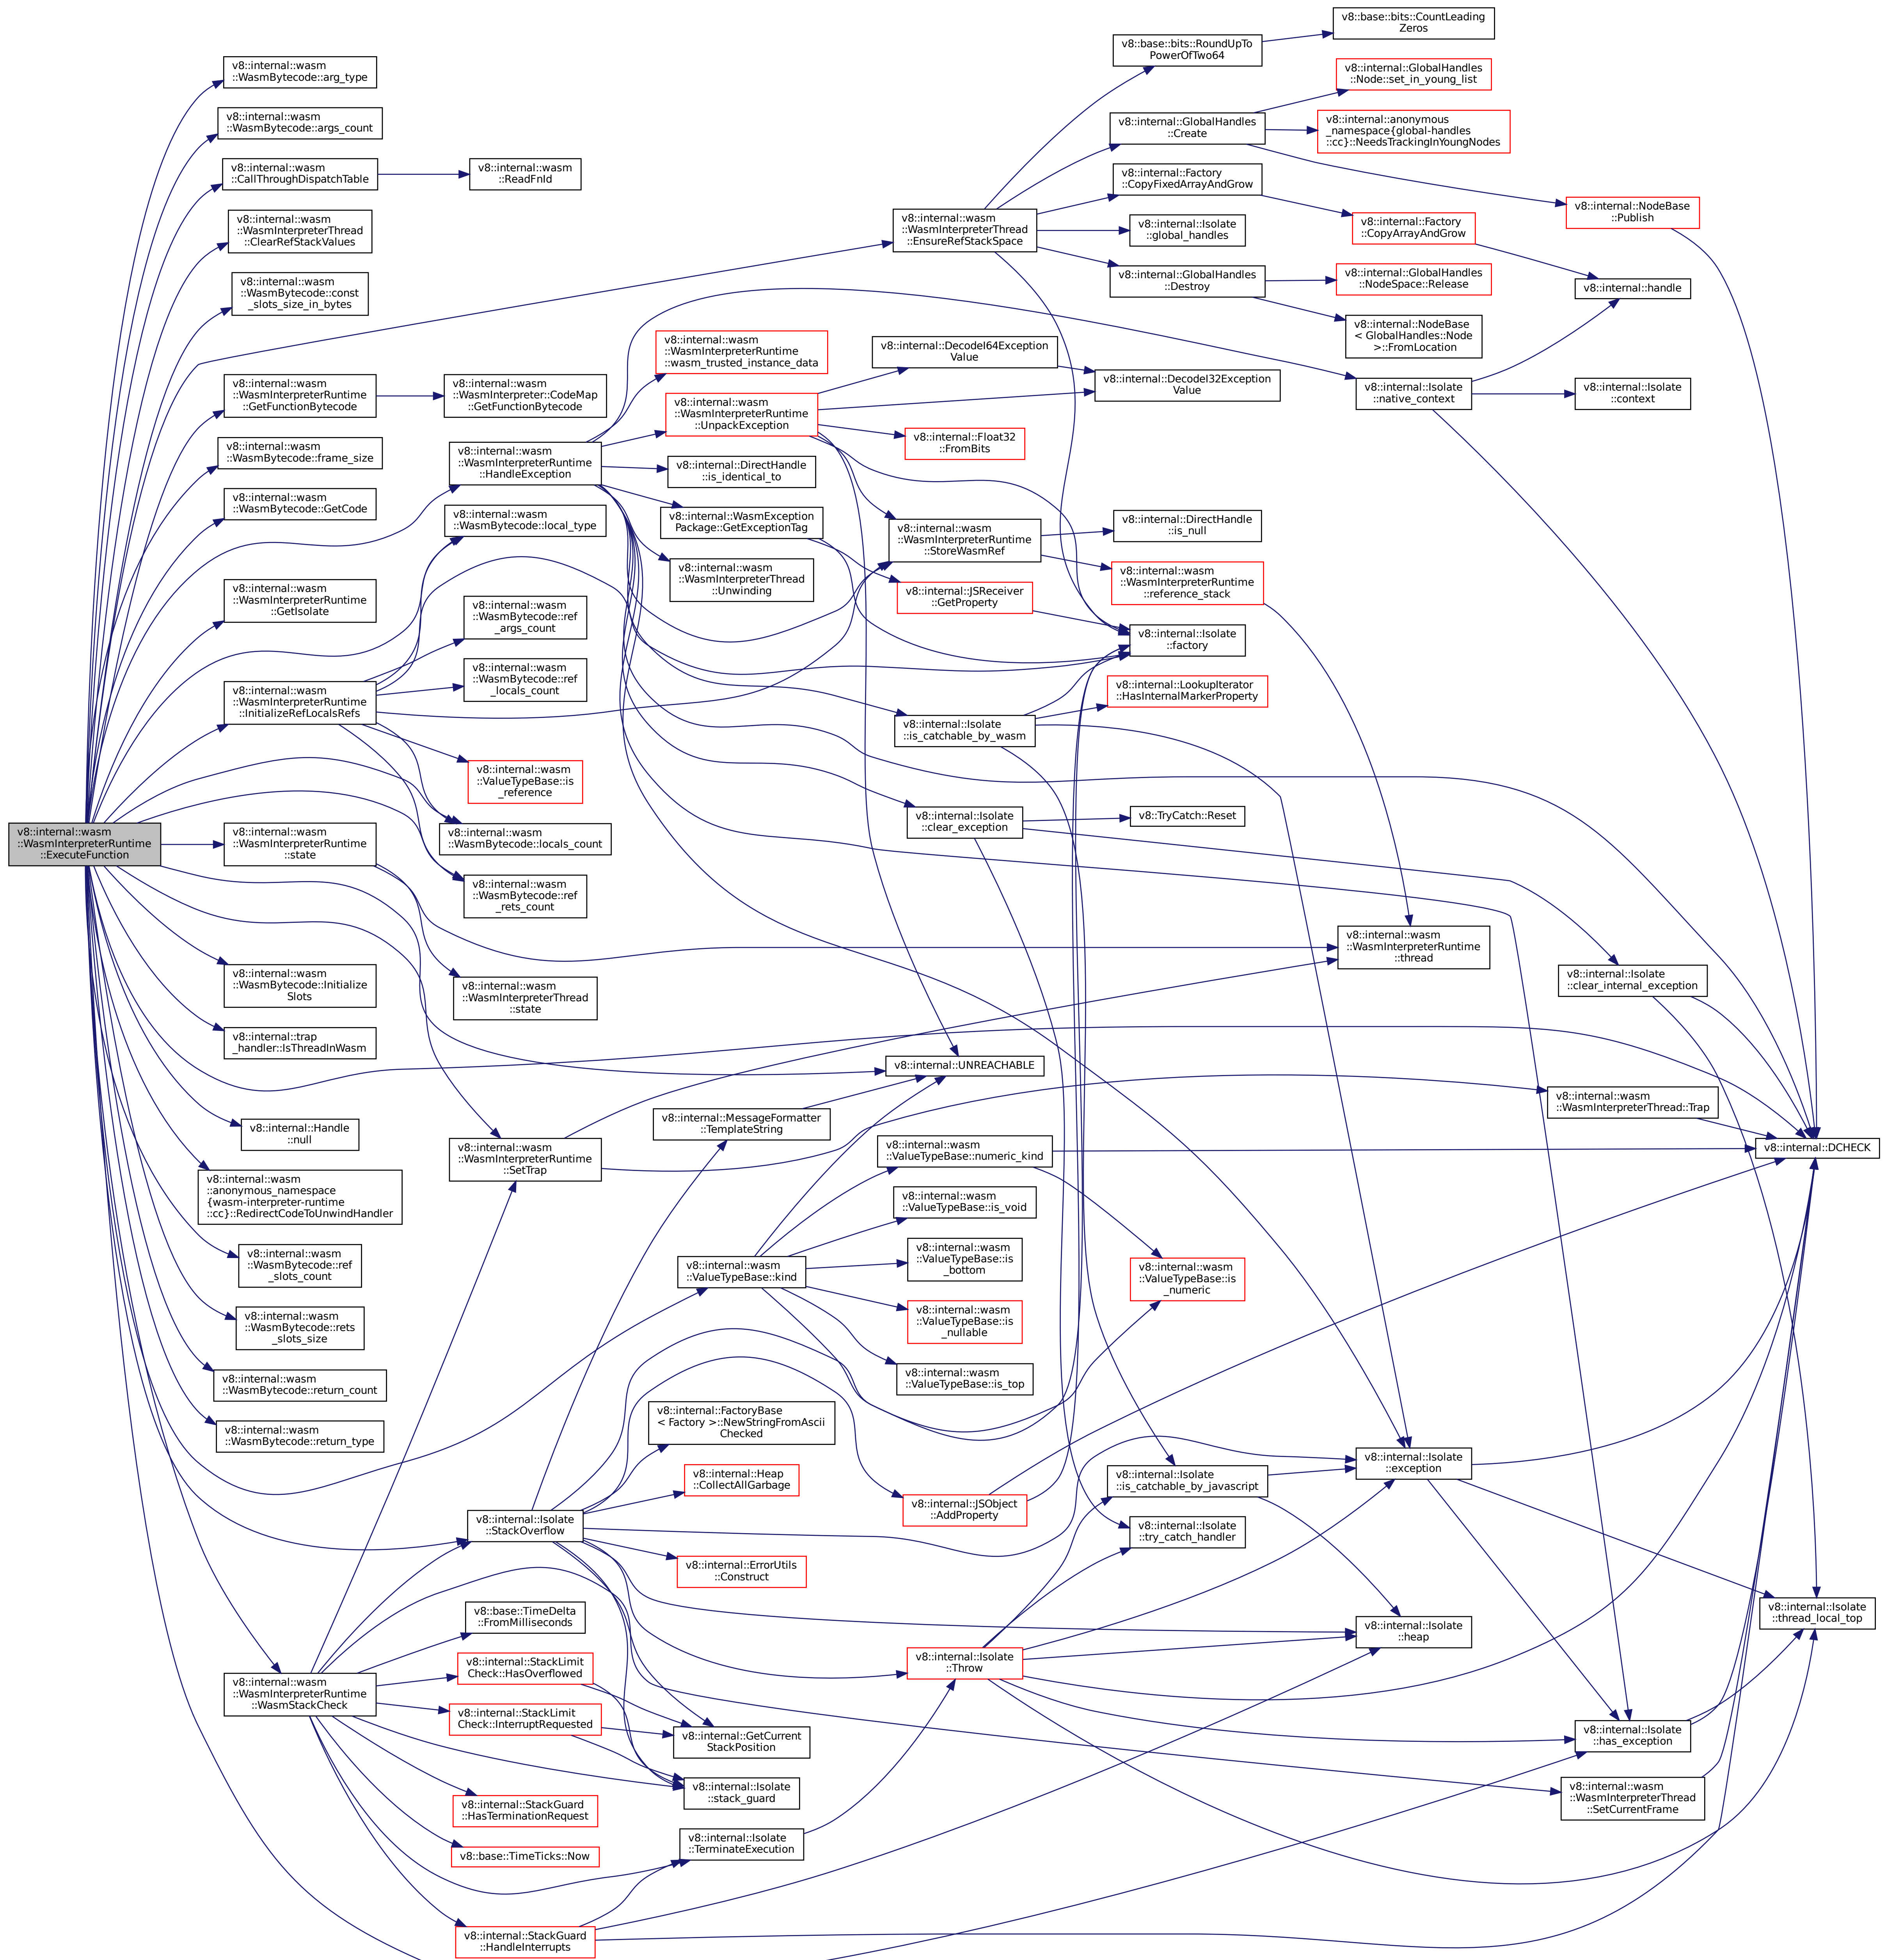 v8::base::bits::CountLeading
Zeros
v8::base::bits::RoundUpTo
PowerOfTwo64
v8::internal::wasm
::WasmBytecode::arg_type
v8::internal::GlobalHandles
::Node::set_in_young_list
v8::internal::wasm
::WasmBytecode::args_count
v8::internal::GlobalHandles
::Create
v8::internal::anonymous
_namespace{global-handles
::cc}::NeedsTrackingInYoungNodes
v8::internal::wasm
::CallThroughDispatchTable
v8::internal::wasm
::ReadFnId
v8::internal::Factory
::CopyFixedArrayAndGrow
v8::internal::NodeBase
::Publish
v8::internal::wasm
::WasmInterpreterThread
::ClearRefStackValues
v8::internal::wasm
::WasmInterpreterThread
::EnsureRefStackSpace
v8::internal::Isolate
::global_handles
v8::internal::Factory
::CopyArrayAndGrow
v8::internal::wasm
::WasmBytecode::const
_slots_size_in_bytes
v8::internal::GlobalHandles
::Destroy
v8::internal::GlobalHandles
::NodeSpace::Release
v8::internal::handle
v8::internal::NodeBase
< GlobalHandles::Node
>::FromLocation
v8::internal::wasm
::WasmInterpreterRuntime
::wasm_trusted_instance_data
v8::internal::DecodeI64Exception
Value
v8::internal::DecodeI32Exception
Value
v8::internal::wasm
::WasmInterpreterRuntime
::GetFunctionBytecode
v8::internal::wasm
::WasmInterpreter::CodeMap
::GetFunctionBytecode
v8::internal::wasm
::WasmInterpreterRuntime
::UnpackException
v8::internal::Isolate
::native_context
v8::internal::Isolate
::context
v8::internal::Float32
::FromBits
v8::internal::wasm
::WasmBytecode::frame_size
v8::internal::wasm
::WasmInterpreterRuntime
::HandleException
v8::internal::DirectHandle
::is_identical_to
v8::internal::wasm
::WasmBytecode::GetCode
v8::internal::wasm
::WasmBytecode::local_type
v8::internal::WasmException
Package::GetExceptionTag
v8::internal::wasm
::WasmInterpreterRuntime
::StoreWasmRef
v8::internal::DirectHandle
::is_null
v8::internal::wasm
::WasmInterpreterThread
::Unwinding
v8::internal::wasm
::WasmInterpreterRuntime
::reference_stack
v8::internal::wasm
::WasmInterpreterRuntime
::GetIsolate
v8::internal::wasm
::WasmBytecode::ref
_args_count
v8::internal::JSReceiver
::GetProperty
v8::internal::Isolate
::factory
v8::internal::wasm
::WasmBytecode::ref
_locals_count
v8::internal::wasm
::WasmInterpreterRuntime
::InitializeRefLocalsRefs
v8::internal::LookupIterator
::HasInternalMarkerProperty
v8::internal::Isolate
::is_catchable_by_wasm
v8::internal::wasm
::ValueTypeBase::is
_reference
v8::internal::Isolate
::clear_exception
v8::TryCatch::Reset
v8::internal::wasm
::WasmInterpreterRuntime
::ExecuteFunction
v8::internal::wasm
::WasmInterpreterRuntime
::state
v8::internal::wasm
::WasmBytecode::locals_count
v8::internal::wasm
::WasmBytecode::ref
_rets_count
v8::internal::wasm
::WasmInterpreterRuntime
::thread
v8::internal::wasm
::WasmBytecode::Initialize
Slots
v8::internal::wasm
::WasmInterpreterThread
::state
v8::internal::Isolate
::clear_internal_exception
v8::internal::trap
_handler::IsThreadInWasm
v8::internal::UNREACHABLE
v8::internal::wasm
::WasmInterpreterThread::Trap
v8::internal::Handle
::null
v8::internal::MessageFormatter
::TemplateString
v8::internal::wasm
::WasmInterpreterRuntime
::SetTrap
v8::internal::wasm
::ValueTypeBase::numeric_kind
v8::internal::DCHECK
v8::internal::wasm
::anonymous_namespace
{wasm-interpreter-runtime
::cc}::RedirectCodeToUnwindHandler
v8::internal::wasm
::ValueTypeBase::is_void
v8::internal::wasm
::WasmBytecode::ref
_slots_count
v8::internal::wasm
::ValueTypeBase::kind
v8::internal::wasm
::ValueTypeBase::is
_bottom
v8::internal::wasm
::ValueTypeBase::is
_numeric
v8::internal::wasm
::WasmBytecode::rets
_slots_size
v8::internal::wasm
::ValueTypeBase::is
_nullable
v8::internal::wasm
::WasmBytecode::return_count
v8::internal::wasm
::ValueTypeBase::is_top
v8::internal::wasm
::WasmBytecode::return_type
v8::internal::FactoryBase
< Factory >::NewStringFromAscii
Checked
v8::internal::Heap
::CollectAllGarbage
v8::internal::Isolate
::is_catchable_by_javascript
v8::internal::Isolate
::exception
v8::internal::JSObject
::AddProperty
v8::internal::Isolate
::StackOverflow
v8::internal::Isolate
::try_catch_handler
v8::internal::ErrorUtils
::Construct
v8::base::TimeDelta
::FromMilliseconds
v8::internal::Isolate
::heap
v8::internal::Isolate
::thread_local_top
v8::internal::StackLimit
Check::HasOverflowed
v8::internal::Isolate
::Throw
v8::internal::wasm
::WasmInterpreterRuntime
::WasmStackCheck
v8::internal::StackLimit
Check::InterruptRequested
v8::internal::GetCurrent
StackPosition
v8::internal::Isolate
::has_exception
v8::internal::Isolate
::stack_guard
v8::internal::wasm
::WasmInterpreterThread
::SetCurrentFrame
v8::internal::StackGuard
::HasTerminationRequest
v8::internal::Isolate
::TerminateExecution
v8::base::TimeTicks::Now
v8::internal::StackGuard
::HandleInterrupts